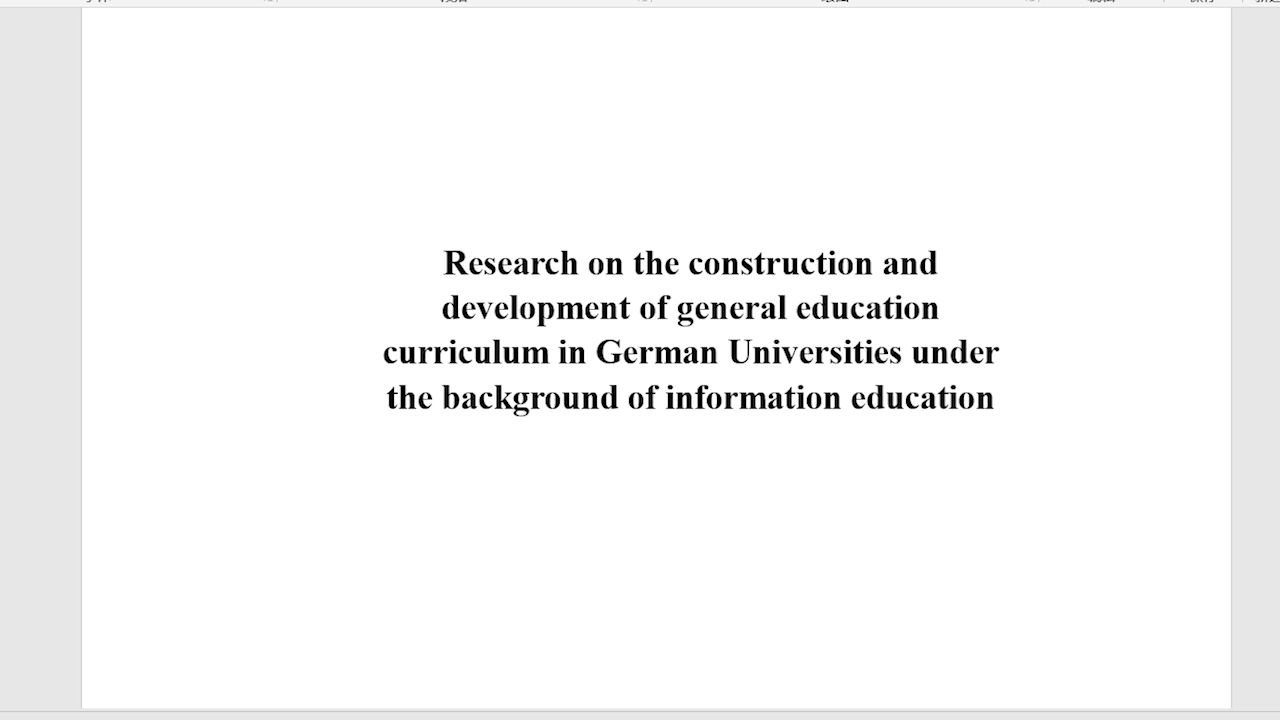 Research on the construction and
development of general education
curriculum in German Universities under
the background of information education